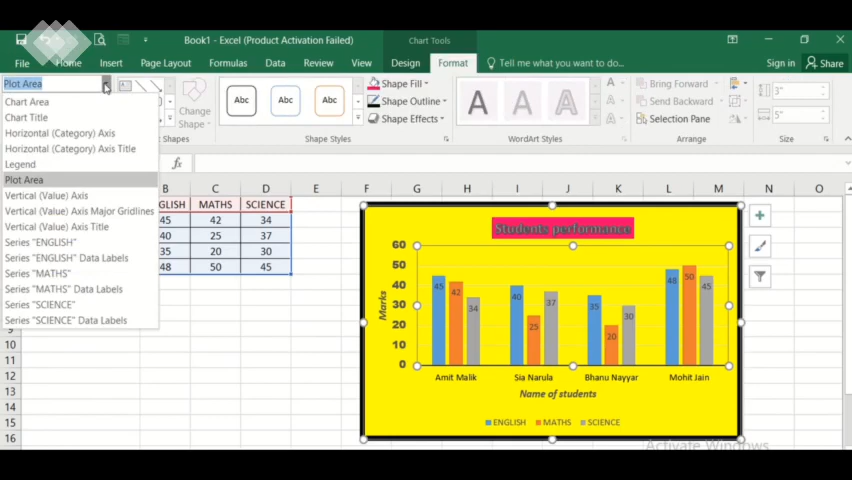 Book1 - Excel (Product Activation Failed)
Chart Tools
File Home Insert Page Layout Formulas Data Review View Design Format Tell me what you want to do... Sign in Share
Plot Area
Change
Shape
Abc Abc Abc
Shape Fill
Shape Outline
Shape Effects
A A A
Bring Forward
Send Backward
Selection Pane
3"
5"
Shapes Shape Styles WordArt Styles Arrange Size
Chart Area
Chart Title
Horizontal (Category) Axis
Horizontal (Category) Axis Title
Legend
Plot Area
Vertical (Value) Axis
Vertical (Value) Axis Major Gridlines
Vertical (Value) Axis Title
Series "ENGLISH"
Series "ENGLISH" Data Labels
Series "MATHS"
Series "MATHS" Data Labels
Series "SCIENCE"
Series "SCIENCE" Data Labels
fx
B C D E F G H I J K L M N O
GLISH MATHS SCIENCE
45 42 34
40 25 37
35 20 30
48 50 45
9
10
11
12
13
14
15
16
Students performance
Marks
60
50
40
30
20
10
0
45 42 34
40 25 37
35 20 30
48 50 45
Amit Malik Sia Narula Bhanu Nayyar Mohit Jain
Name of students
ENGLISH MATHS SCIENCE
Activate Windows